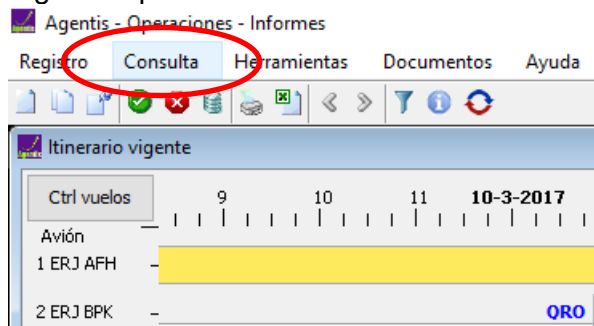 Agentis - Operaciones - Informes
Registro Consulta Herramientas Documentos Ayuda
Itinerario vigente
Ctrl vuelos 9 10 11 10-3-2017
Avión
1 ERJ AFH
2 ERJ BPK QRO